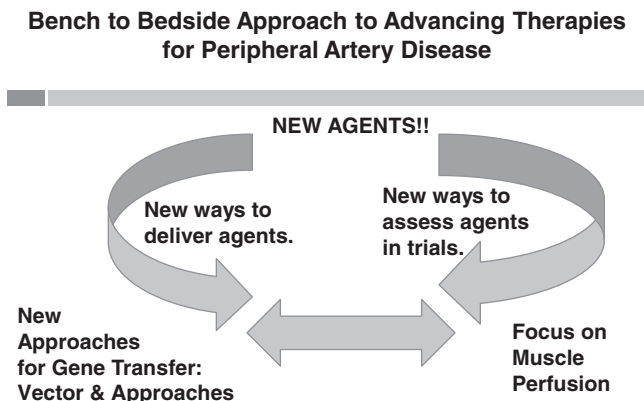 Bench to Bedside Approach to Advancing Therapies
for Peripheral Artery Disease
NEW AGENTS!!
New ways to
deliver agents.
New ways to
assess agents
in trials.
New
Approaches
for Gene Transfer:
Vector & Approaches
Focus on
Muscle
Perfusion